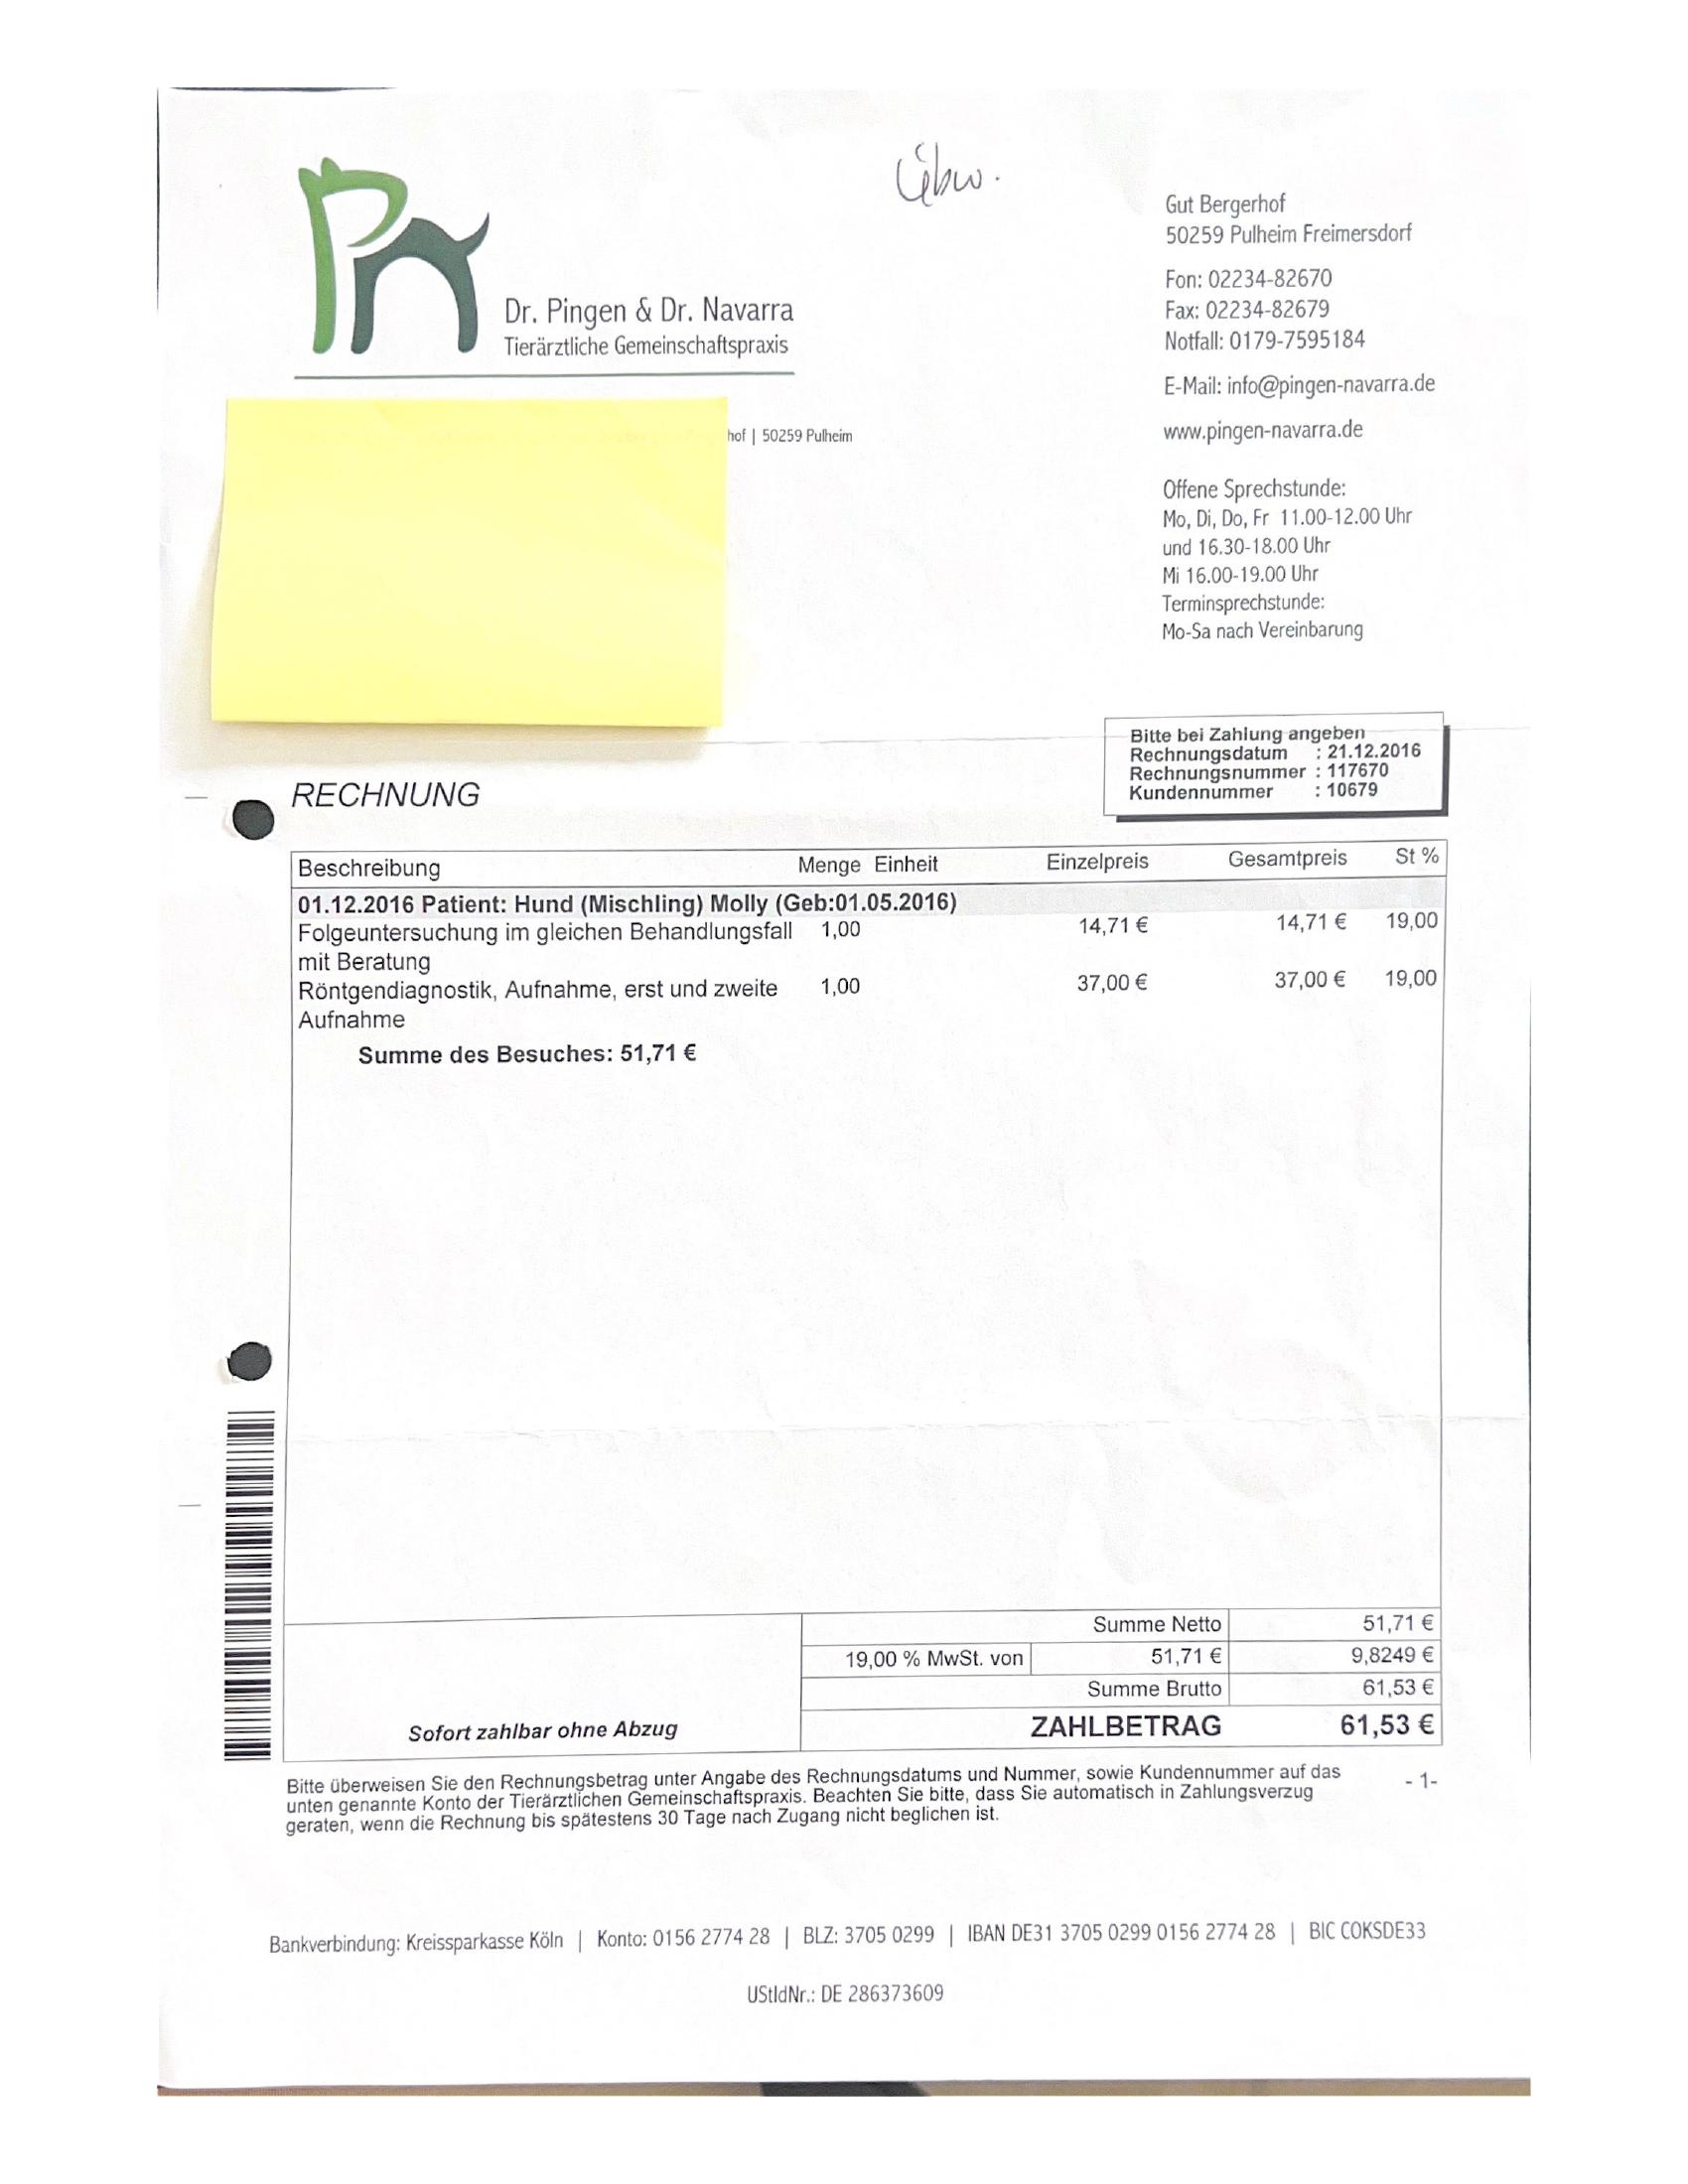 Übw.
PN
Dr. Pingen & Dr. Navarra
Tierärztliche Gemeinschaftspraxis
hof | 50259 Pulheim
Gut Bergerhof
50259 Pulheim Freimersdorf
Fon: 02234-82670
Fax: 02234-82679
Notfall: 0179-7595184
E-Mail: info@pingen-navarra.de
www.pingen-navarra.de
Offene Sprechstunde:
Mo, Di, Do, Fr 11.00-12.00 Uhr
und 16.30-18.00 Uhr
Mi 16.00-19.00 Uhr
Terminsprechstunde:
Mo-Sa nach Vereinbarung
Bitte bei Zahlung angeben
Rechnungsdatum : 21.12.2016
Rechnungsnummer : 117670
Kundennummer : 10679
RECHNUNG
Beschreibung Menge Einheit Einzelpreis Gesamtpreis St %
01.12.2016 Patient: Hund (Mischling) Molly (Geb:01.05.2016)
Folgeuntersuchung im gleichen Behandlungsfall 1,00 14,71 € 14,71 € 19,00
mit Beratung
Röntgendiagnostik, Aufnahme, erst und zweite 1,00 37,00 € 37,00 € 19,00
Aufnahme
Summe des Besuches: 51,71 €
Summe Netto 51,71 €
19,00 % MwSt. von 51,71 € 9,8249 €
Summe Brutto 61,53 €
Sofort zahlbar ohne Abzug ZAHLBETRAG 61,53 €
Bitte überweisen Sie den Rechnungsbetrag unter Angabe des Rechnungsdatums und Nummer, sowie Kundennummer auf das
unten genannte Konto der Tierärztlichen Gemeinschaftspraxis. Beachten Sie bitte, dass Sie automatisch in Zahlungsverzug
geraten, wenn die Rechnung bis spätestens 30 Tage nach Zugang nicht beglichen ist.
- 1-
Bankverbindung: Kreissparkasse Köln | Konto: 0156 2774 28 | BLZ: 3705 0299 | IBAN DE31 3705 0299 0156 2774 28 | BIC COKSDE33
UStIdNr.: DE 286373609